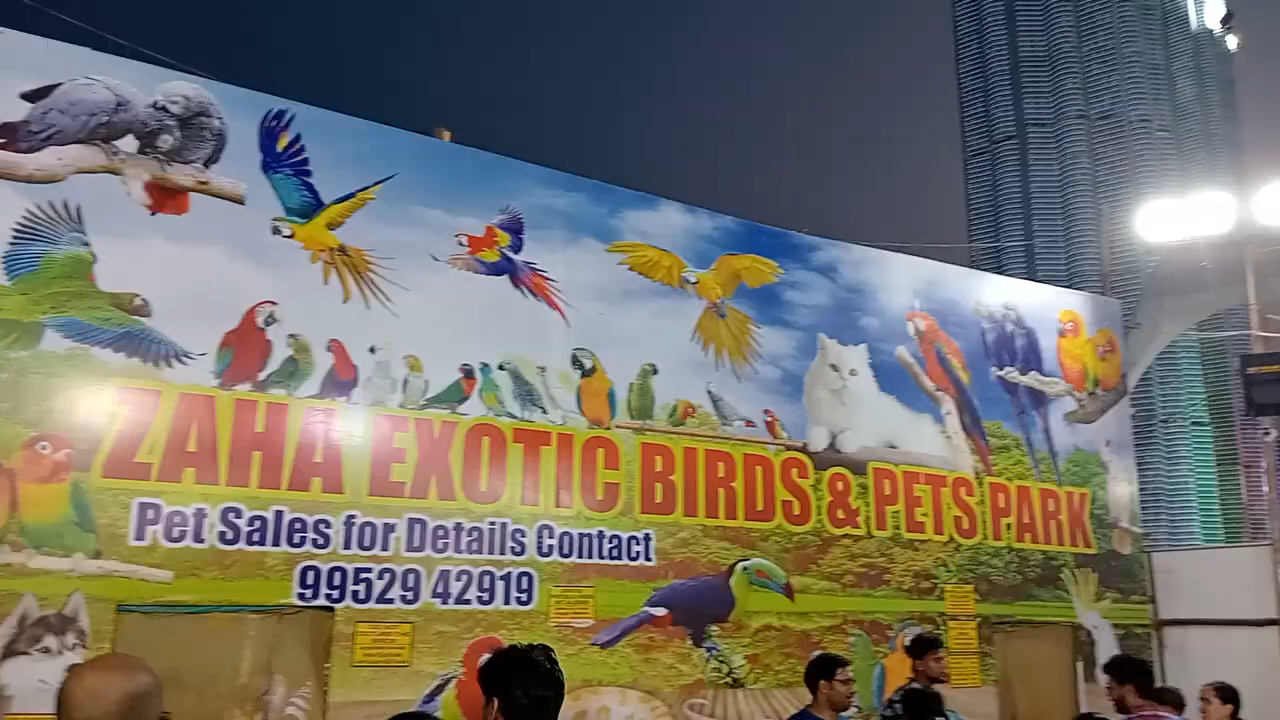 ZAHA EXOTIC BIRDS & PETS PARK
Pet Sales for Details Contact
99529 42919